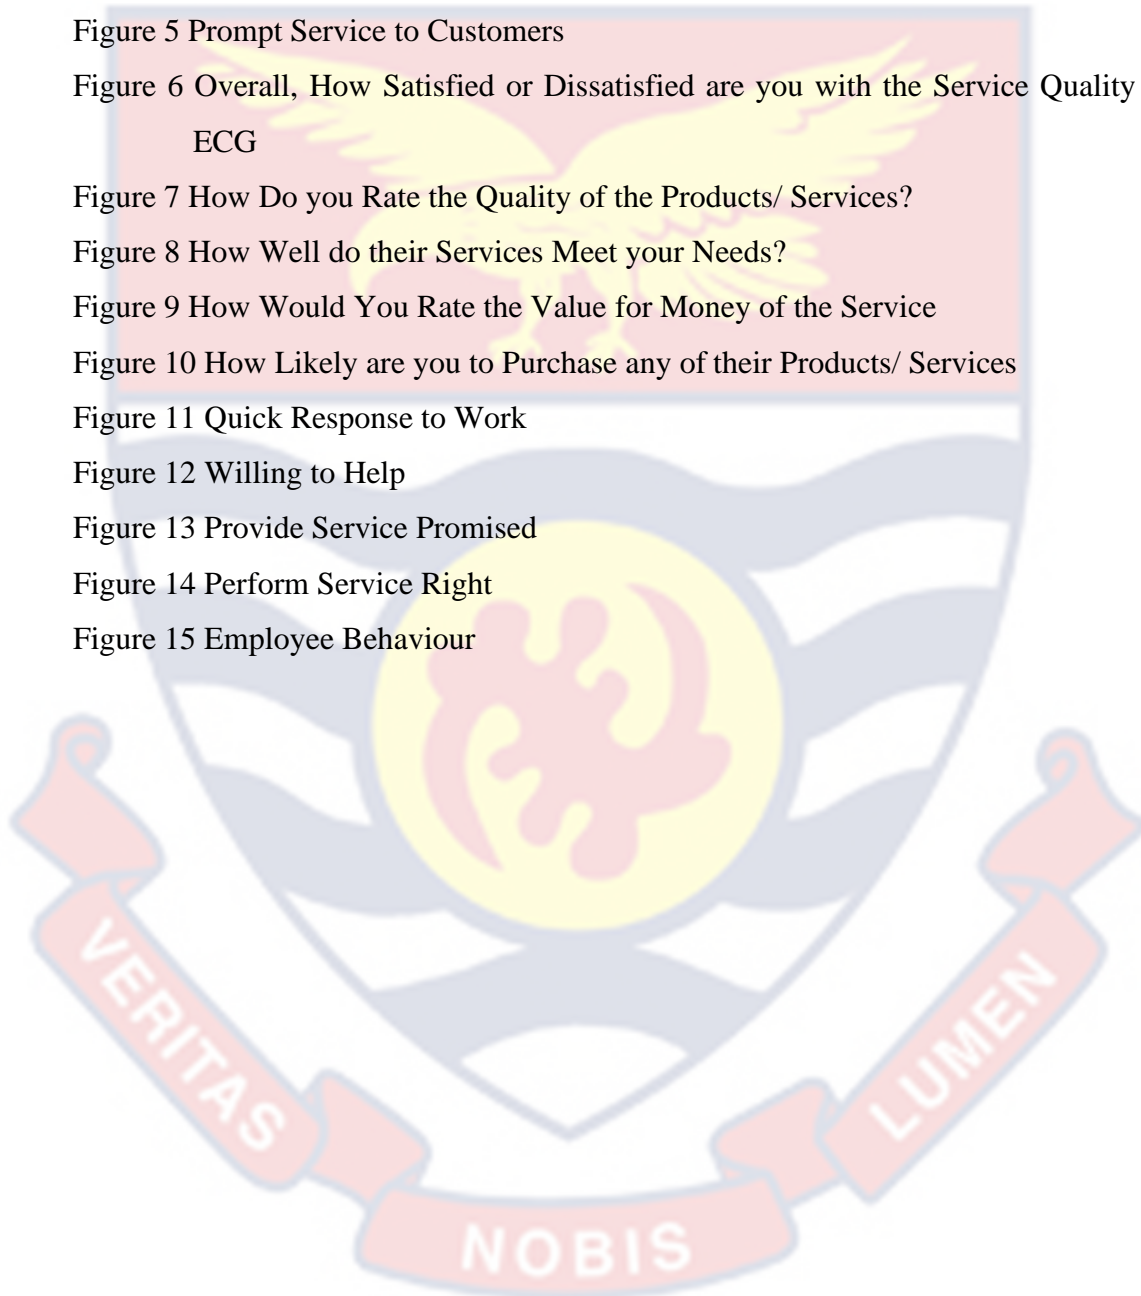 Figure 5 Prompt Service to Customers
Figure 6 Overall, How Satisfied or Dissatisfied are you with the Service Quality
ECG
Figure 7 How Do you Rate the Quality of the Products/ Services?
Figure 8 How Well do their Services Meet your Needs?
Figure 9 How Would You Rate the Value for Money of the Service
Figure 10 How Likely are you to Purchase any of their Products/ Services
Figure 11 Quick Response to Work
Figure 12 Willing to Help
Figure 13 Provide Service Promised
Figure 14 Perform Service Right
Figure 15 Employee Behaviour
VERITAS
NOBIS
LUMEN